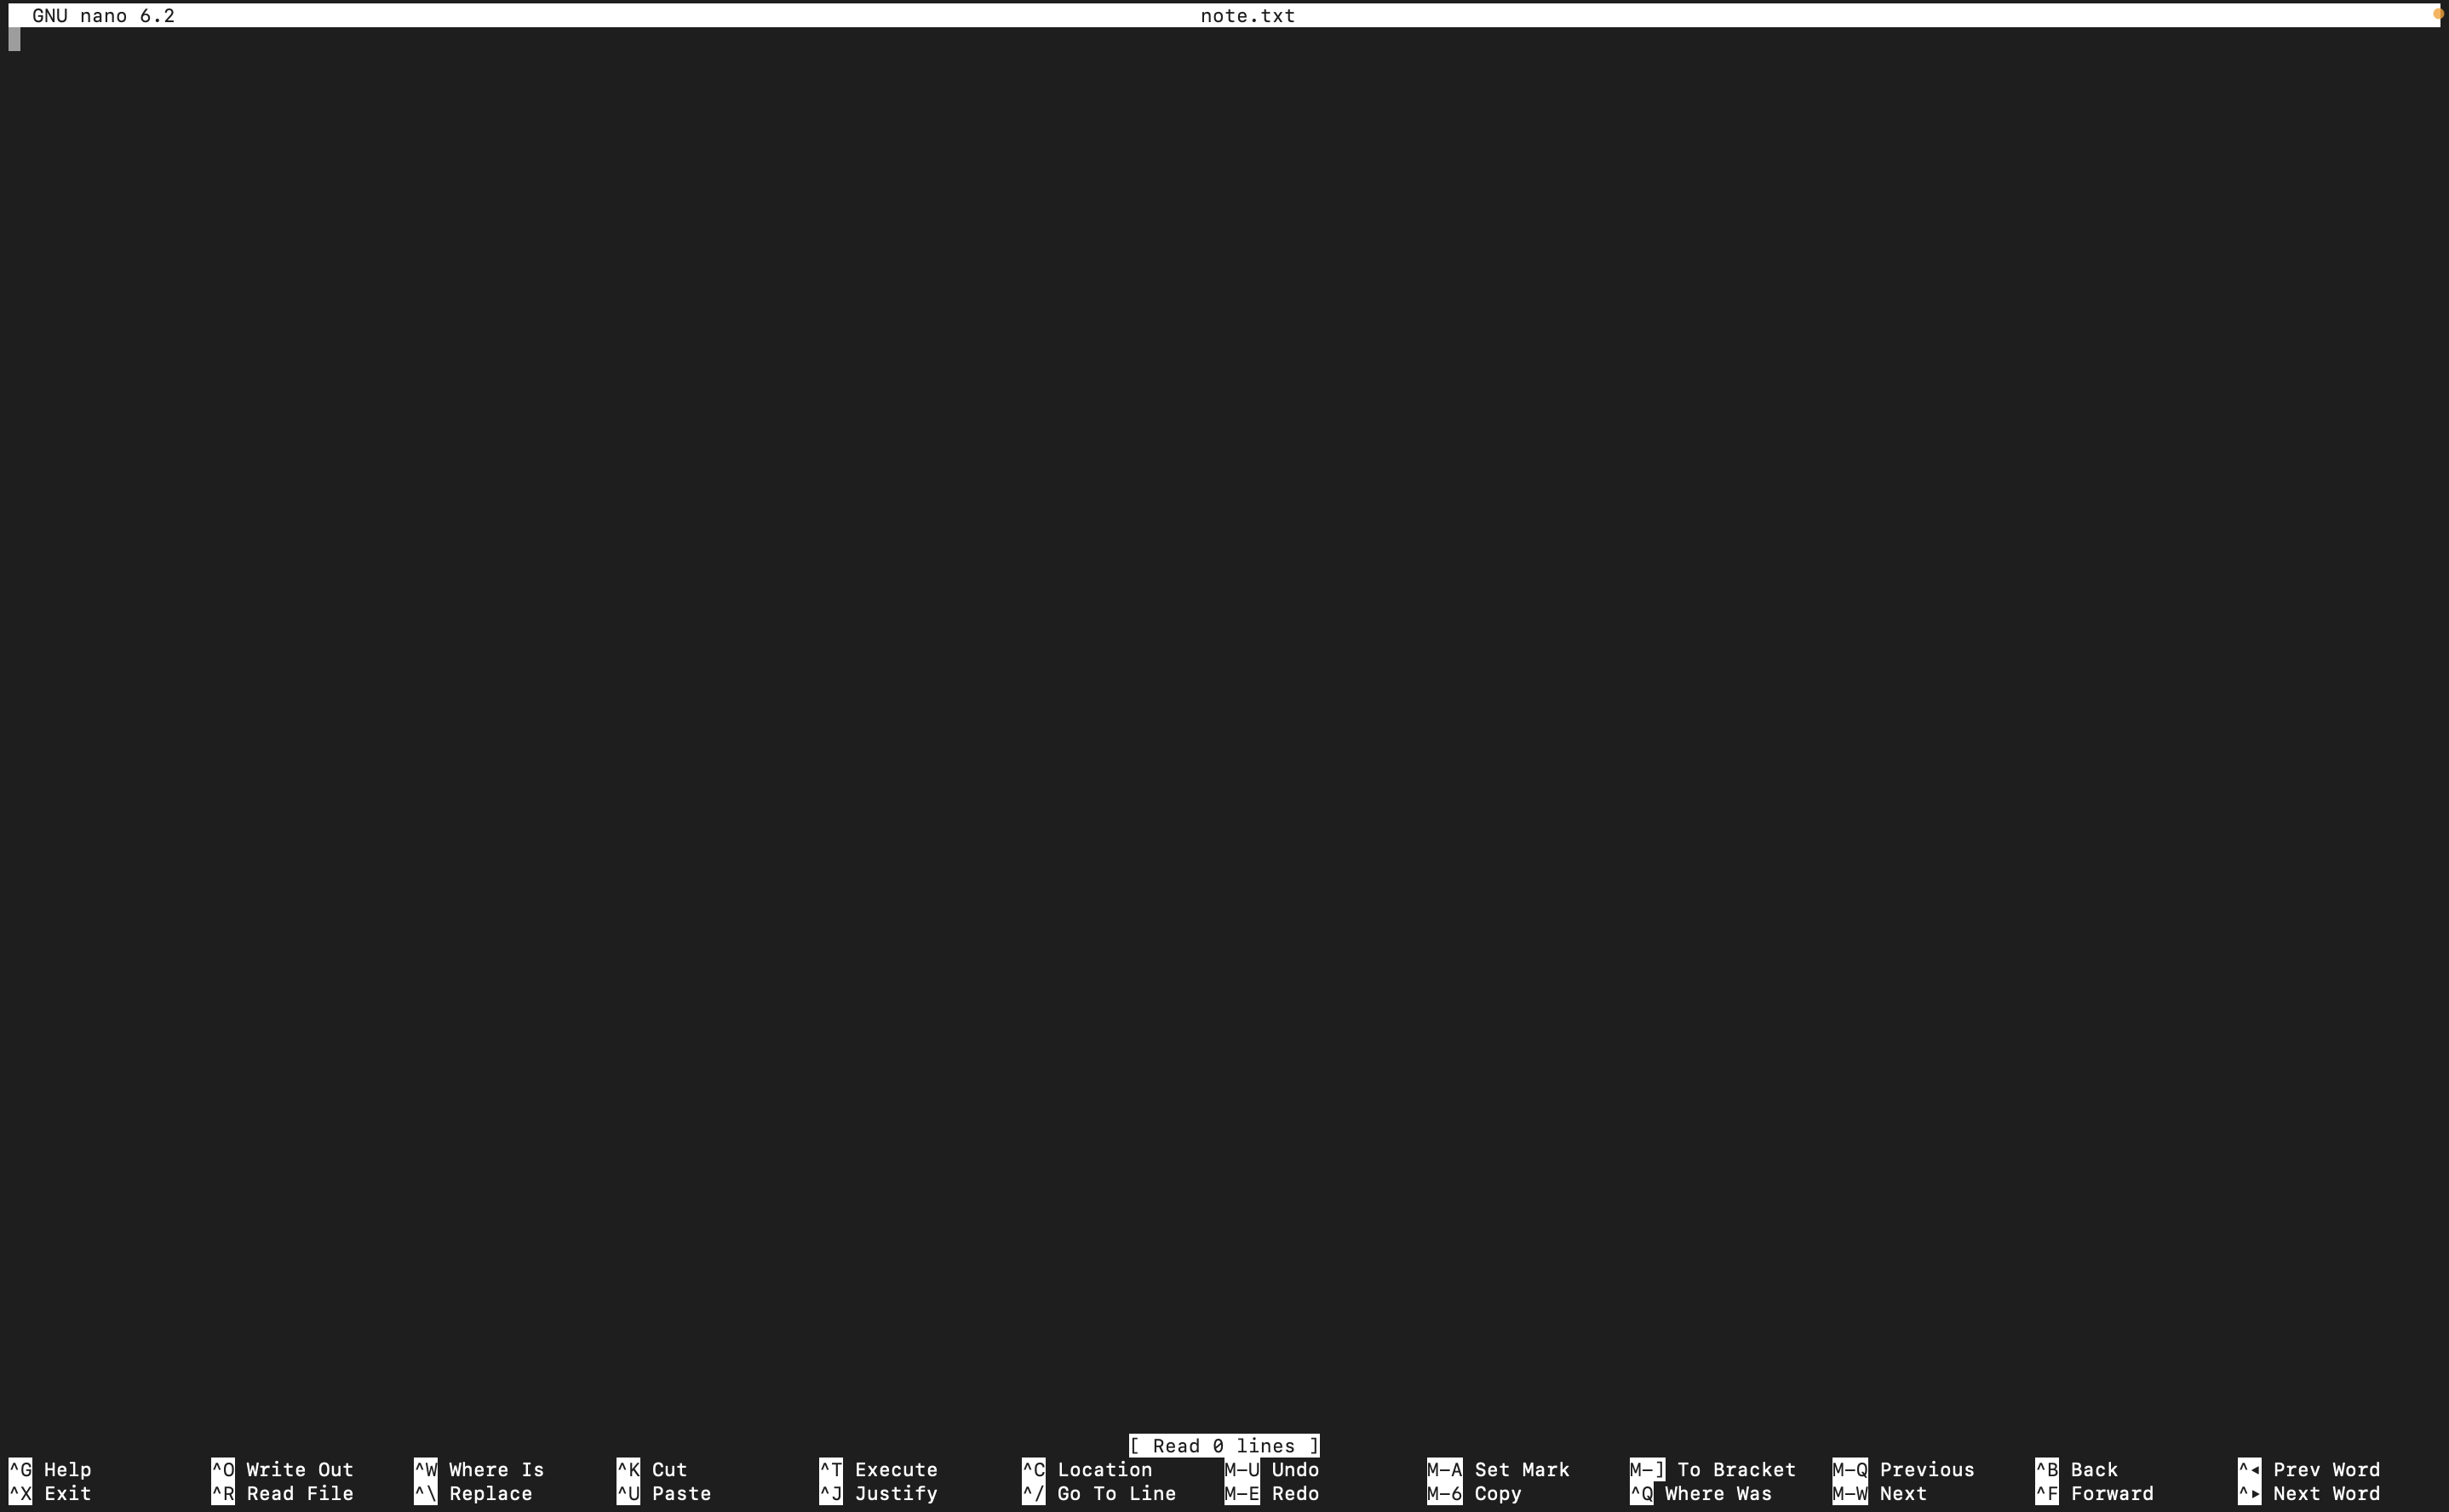 GNU nano 6.2 note.txt
[ Read 0 lines ]
^G Help ^O Write Out ^W Where Is ^K Cut ^T Execute ^C Location M-U Undo M-A Set Mark M-] To Bracket M-Q Previous ^B Back ^◂ Prev Word
^X Exit ^R Read File ^\ Replace ^U Paste ^J Justify ^/ Go To Line M-E Redo M-6 Copy ^Q Where Was M-W Next ^F Forward ^▸ Next Word